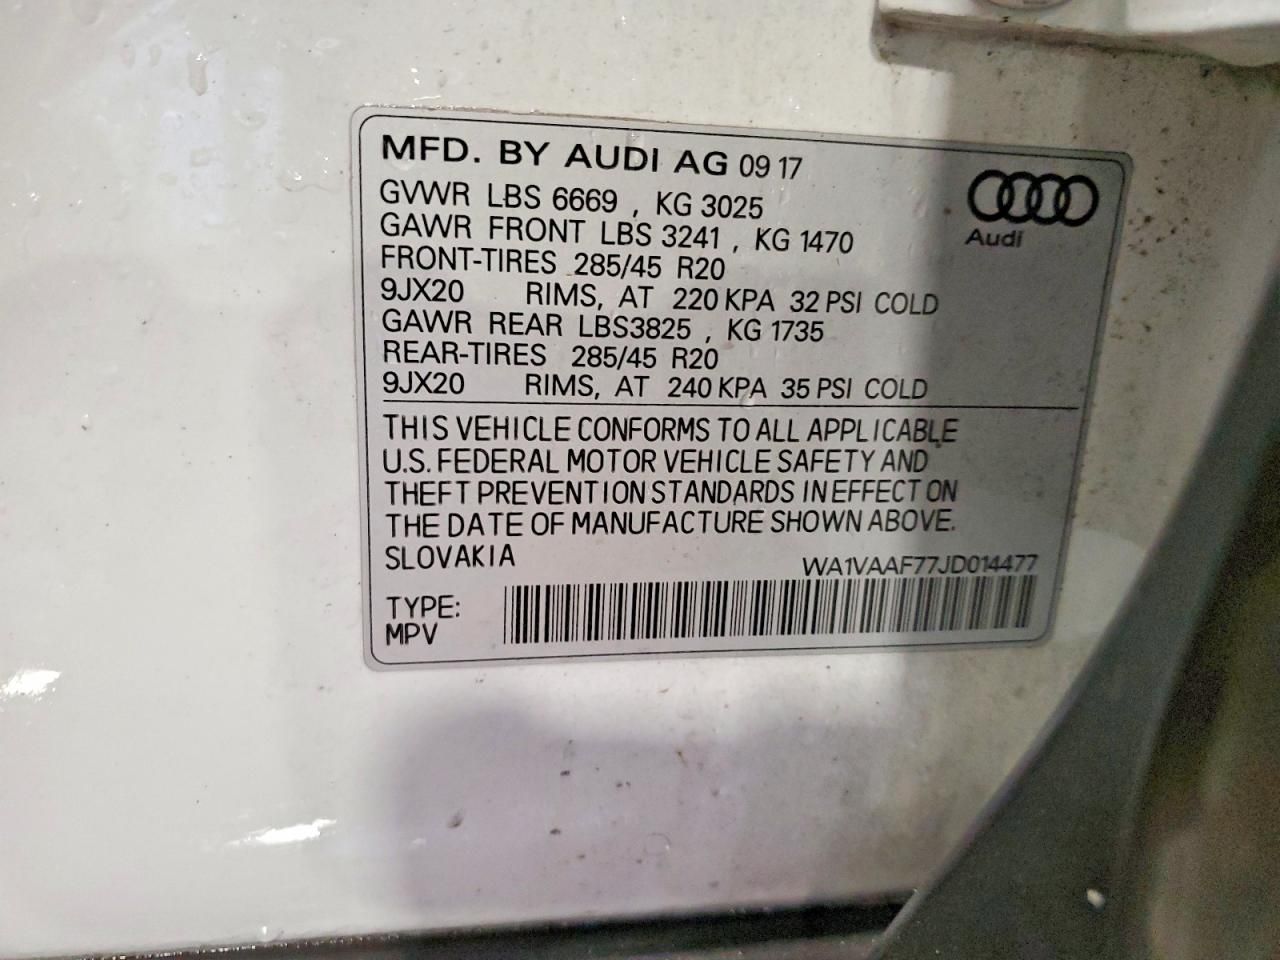 MFD. BY AUDI AG 09 17
GVWR LBS 6669 , KG 3025
GAWR FRONT LBS 3241 , KG 1470
FRONT-TIRES 285/45 R20
9JX20 RIMS, AT 220 KPA 32 PSI COLD
GAWR REAR LBS3825 , KG 1735
REAR-TIRES 285/45 R20
9JX20 RIMS, AT 240 KPA 35 PSI COLD
Audi
THIS VEHICLE CONFORMS TO ALL APPLICABLE
U.S. FEDERAL MOTOR VEHICLE SAFETY AND
THEFT PREVENTION STANDARDS IN EFFECT ON
THE DATE OF MANUFACTURE SHOWN ABOVE.
SLOVAKIA WA1VAAF77JD014477
TYPE:
MPV